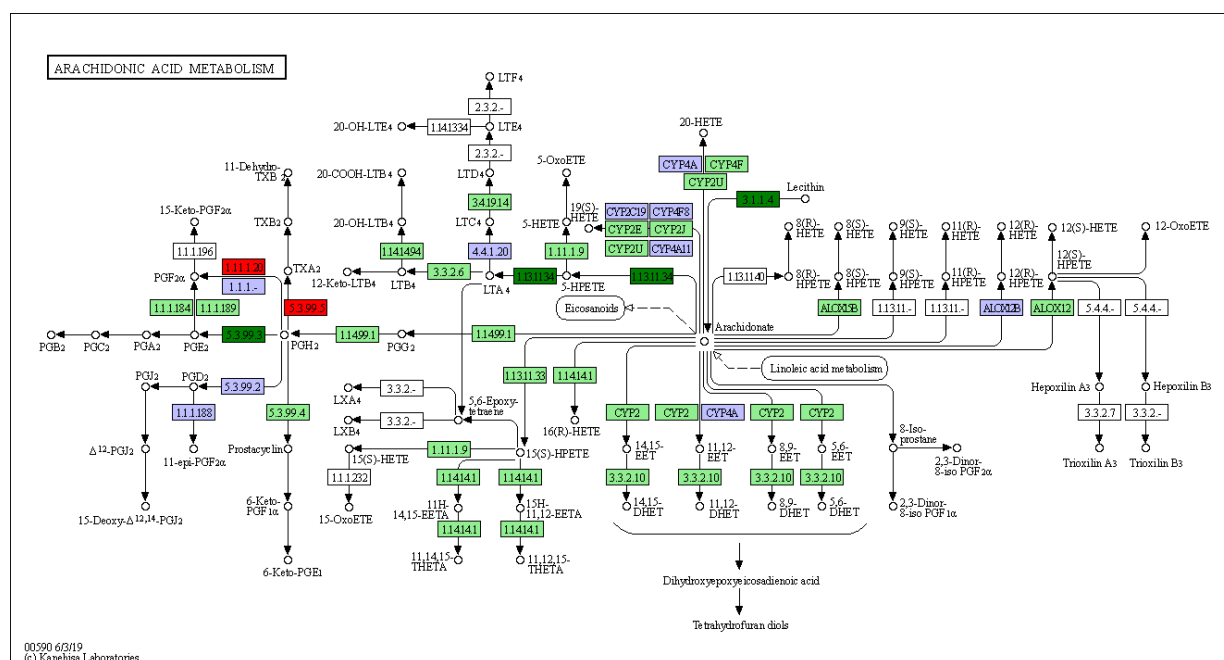 ARACHIDONIC ACID METABOLISM
LTF4
2.3.2.-
20-OH-LTE4
1.14.13.34
LTE4
20-HETE
11-Dehydro-
TXB2
20-COOH-LTB4
LTD4
2.3.2.-
5-OxoETE
CYP4A
CYP4F
CYP2U
Lecithin
3.1.1.4
15-Keto-PGF2α
3.4.19.14
19(S)-
HETE
CYP2C19
CYP4F8
CYP2E
CYP2J
CYP2U
CYP4A11
8(R)-
HETE
8(S)-
HETE
9(S)-
HETE
11(R)-
HETE
12(R)-
HETE
12(S)-HETE
12-OxoETE
TXB2
20-OH-LTB4
LTC4
5-HETE
1.1.1.196
1.14.14.94
4.4.1.20
1.11.1.9
12(S)-
HPETE
PGF2α
1.11.1.20
1.1.1.-
TXA2
12-Keto-LTB4
LTB4
3.3.2.6
LTA4
1.13.11.34
5-HPETE
1.13.11.34
1.13.11.40
8(R)-
HPETE
8(S)-
HPETE
9(S)-
HPETE
11(R)-
HPETE
12(R)-
HPETE
1.1.1.184
1.1.1.189
5.3.99.5
Eicosanoids
ALOX15B
1.13.11.-
1.13.11.-
ALOX12B
ALOX12
5.4.4.-
5.4.4.-
PGB2
PGC2
PGA2
PGE2
5.3.99.3
PGH2
1.14.99.1
PGG2
1.14.99.1
Arachidonate
Linoleic acid metabolism
PGJ2
PGD2
5.3.99.2
1.13.11.33
1.14.14.1
Hepoxilin A3
Hepoxilin B3
LXA4
3.3.2.-
5,6-Epoxy-
tetraene
1.1.1.188
5.3.99.4
LXB4
3.3.2.-
16(R)-HETE
CYP2
CYP2
CYP4A
CYP2
CYP2
3.3.2.7
3.3.2.-
Δ12-PGJ2
11-epi-PGF2α
Prostacyclin
15(S)-HETE
1.11.1.9
15(S)-HPETE
14,15-
EET
11,12-
EET
8,9-
EET
5,6-
EET
8-Iso-
prostane
2,3-Dinor-
8-iso PGF2α
Trioxilin A3
Trioxilin B3
1.1.1.232
1.14.14.1
1.14.14.1
3.3.2.10
3.3.2.10
3.3.2.10
3.3.2.10
15-Deoxy-Δ12,14-PGJ2
6-Keto-
PGF1α
15-OxoETE
11H-
14,15-EETA
15H-
11,12-EETA
14,15-
DHET
11,12-
DHET
8,9-
DHET
5,6-
DHET
2,3-Dinor-
8-iso PGF1α
1.14.14.1
1.14.14.1
6-Keto-PGE1
11,14,15-
THETA
11,12,15-
THETA
Dihydroxyepoxyeicosadienoic acid
Tetrahydrofuran diols
00590 6/3/19
(c) Kanehisa Laboratories